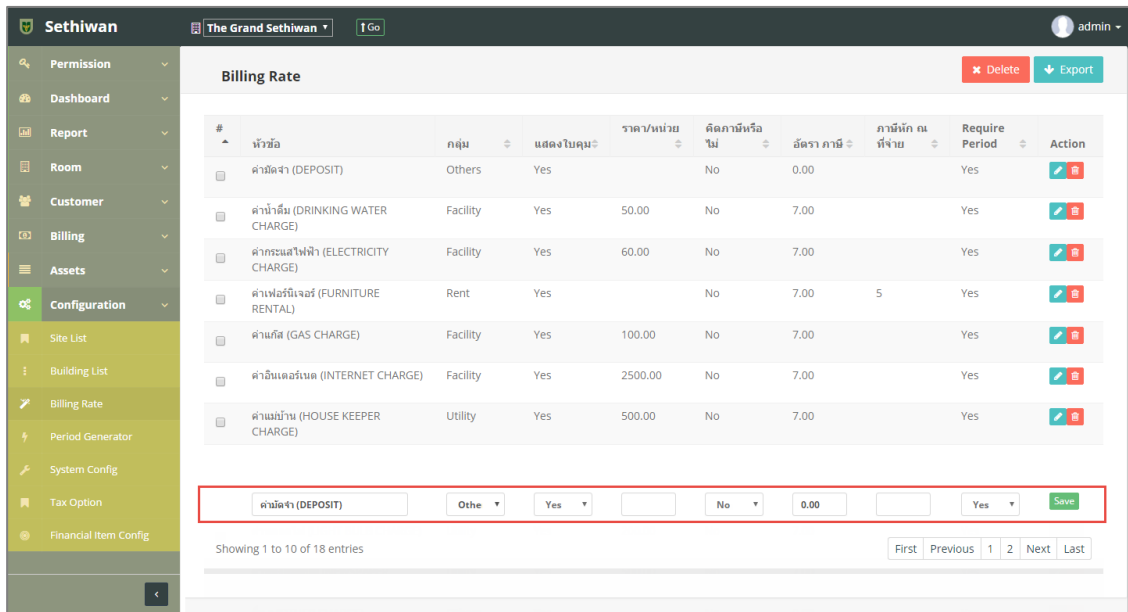 Sethiwan
The Grand Sethiwan
Go
admin
Permission
Dashboard
Report
Room
Customer
Billing
Assets
Configuration
Site List
Building List
Billing Rate
Period Generator
System Config
Tax Option
Financial Item Config
Billing Rate
Delete
Export
# หัวข้อ กลุ่ม แสดงใบคุม ราคา/หน่วย คิดภาษีหรือ
ไม่ อัตรา ภาษี ภาษีหัก ณ
ที่จ่าย Require
Period Action
ค่ามัดจำ (DEPOSIT) Others Yes No 0.00 Yes
ค่าน้ำดื่ม (DRINKING WATER
CHARGE) Facility Yes 50.00 No 7.00 Yes
ค่ากระแสไฟฟ้า (ELECTRICITY
CHARGE) Facility Yes 60.00 No 7.00 Yes
ค่าเฟอร์นิเจอร์ (FURNITURE
RENTAL) Rent Yes No 7.00 5 Yes
ค่าแก๊ส (GAS CHARGE) Facility Yes 100.00 No 7.00 Yes
ค่าอินเตอร์เนต (INTERNET CHARGE) Facility Yes 2500.00 No 7.00 Yes
ค่าแม่บ้าน (HOUSE KEEPER
CHARGE) Utility Yes 500.00 No 7.00 Yes
ค่ามัดจำ (DEPOSIT) Othe Yes No 0.00 Yes Save
Showing 1 to 10 of 18 entries
First Previous 1 2 Next Last